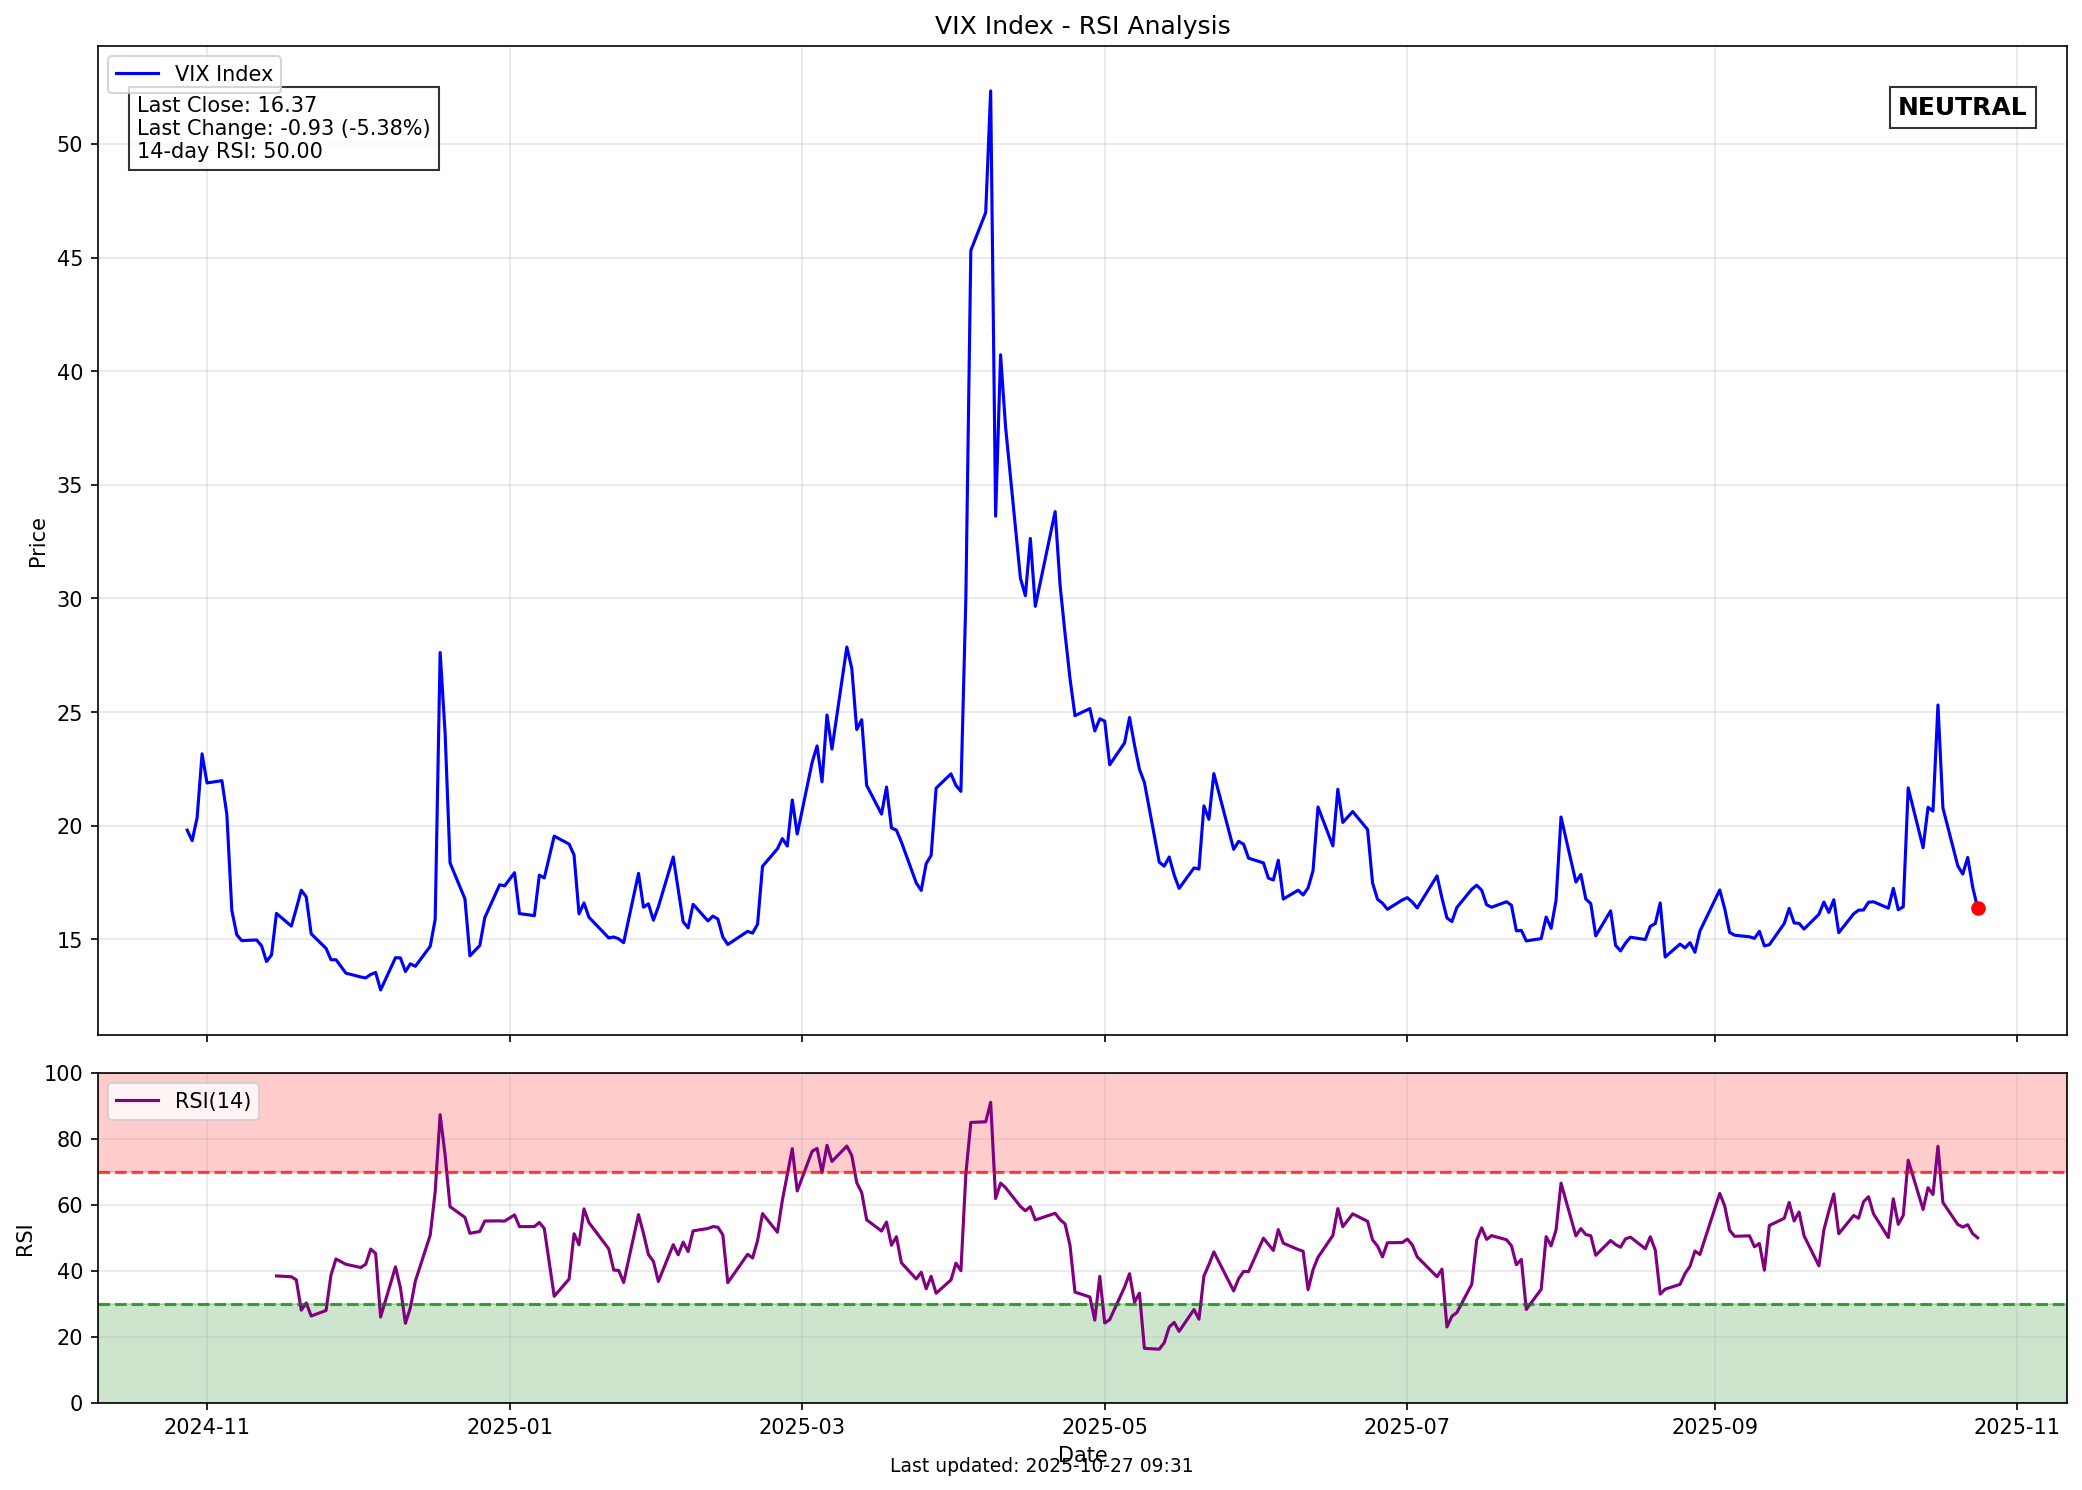 VIX Index - RSI Analysis
VIX Index
Last Close: 16.37
Last Change: -0.93 (-5.38%)
14-day RSI: 50.00
NEUTRAL
50
45
40
35
30
25
20
15
Price
100
80
60
40
20
0
RSI
RSI(14)
2024-11
2025-01
2025-03
2025-05
2025-07
2025-09
2025-11
Date
Last updated: 2025-10-27 09:31